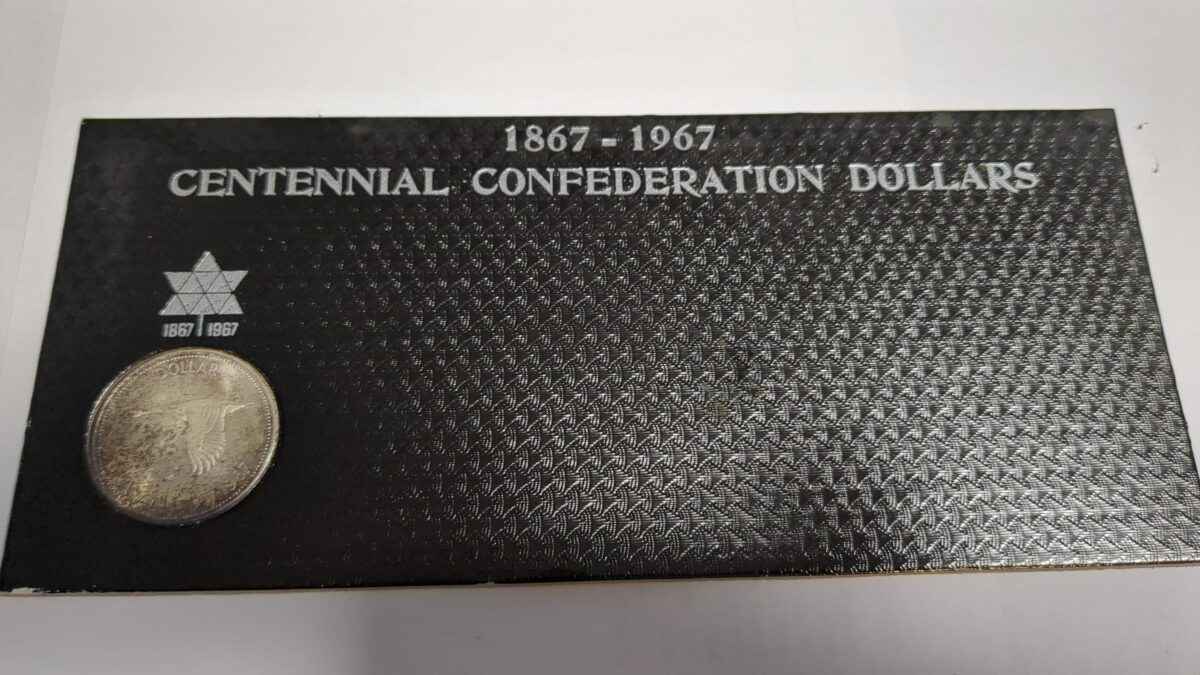 1867 - 1967
CENTENNIAL CONFEDERATION DOLLARS
1867 1967
DOLLAR